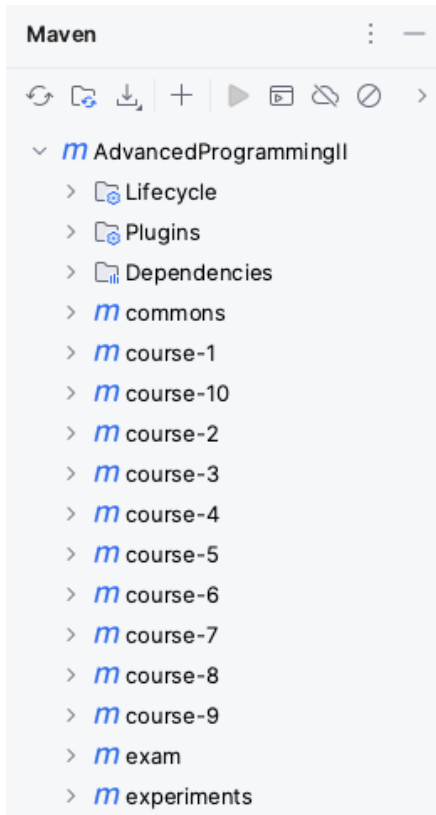 Maven
m AdvancedProgrammingII
Lifecycle
Plugins
Dependencies
m commons
m course-1
m course-10
m course-2
m course-3
m course-4
m course-5
m course-6
m course-7
m course-8
m course-9
m exam
m experiments